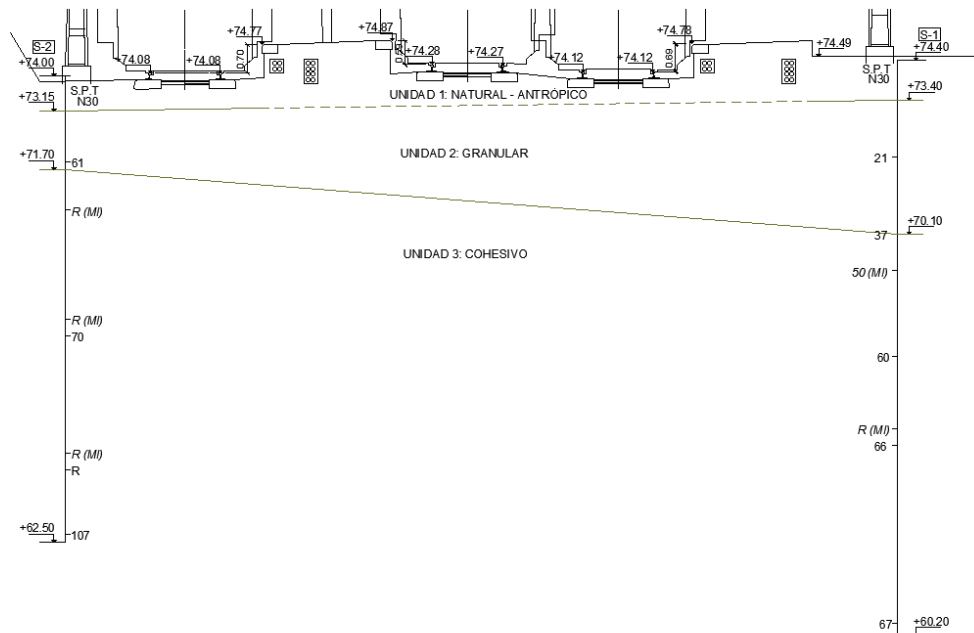 S-2
+74.00
+74.08
+74.08
+74.77
0.70
+74.87
0.59
+74.28
+74.27
+74.12
+74.12
0.69
+74.78
+74.49
S-1
+74.40
S.P.T
N30
S.P.T
N30
UNIDAD 1: NATURAL - ANTRÓPICO
+73.15
+73.40
UNIDAD 2: GRANULAR
61
21
+71.70
R (MI)
37
+70.10
UNIDAD 3: COHESIVO
50 (MI)
R (MI)
70
60
R (MI)
66
R (MI)
R
+62.50
107
67
+60.20